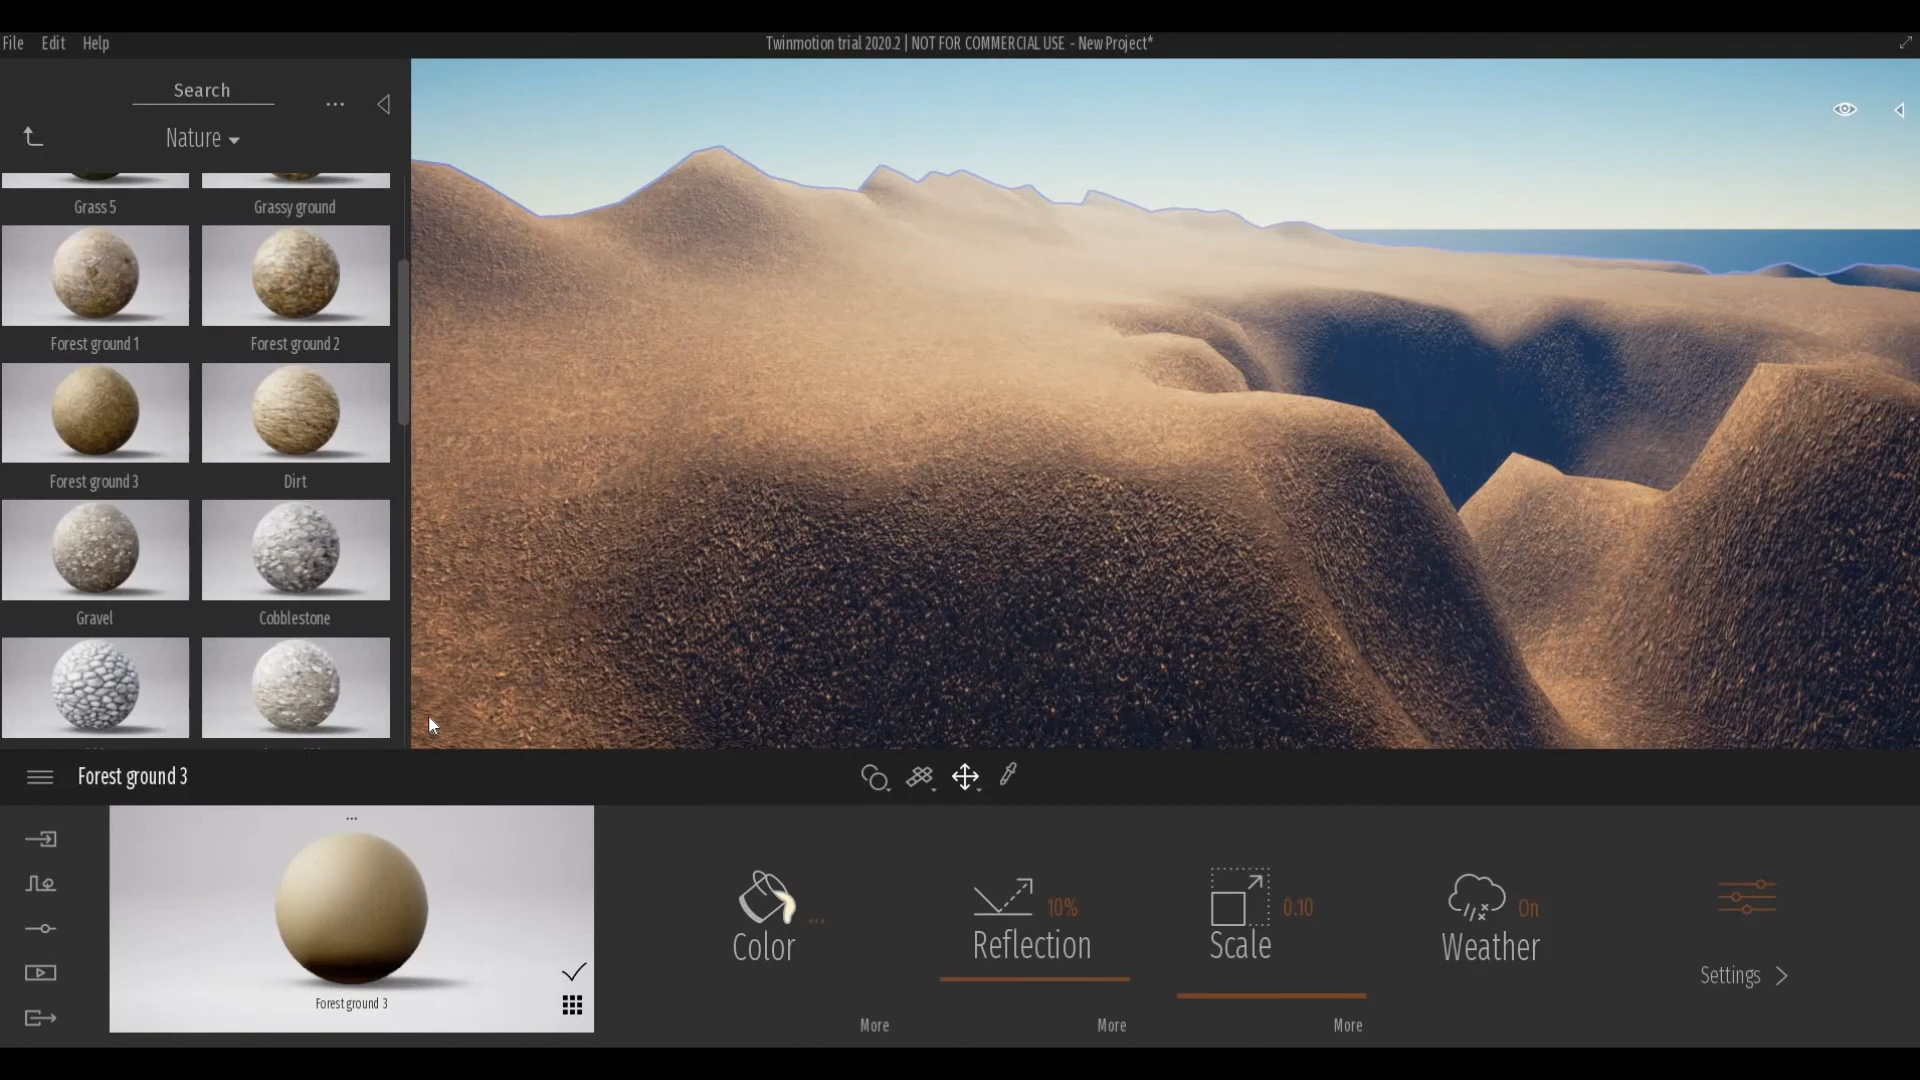 File Edit Help
Twinmotion trial 2020.2 | NOT FOR COMMERCIAL USE - New Project*
Search
...
Nature
Grass 5
Grassy ground
Forest ground 1
Forest ground 2
Forest ground 3
Dirt
Gravel
Cobblestone
Forest ground 3
...
Forest ground 3
Color
...
More
Reflection
10%
More
Scale
0.10
More
Weather
On
Settings